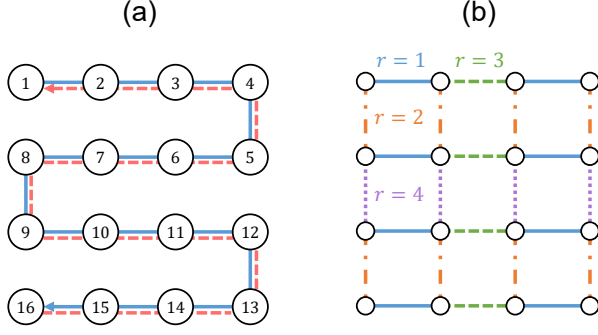 (a)
1 2 3 4
8 7 6 5
9 10 11 12
16 15 14 13
(b)
r = 1 r = 3
r = 2
r = 4